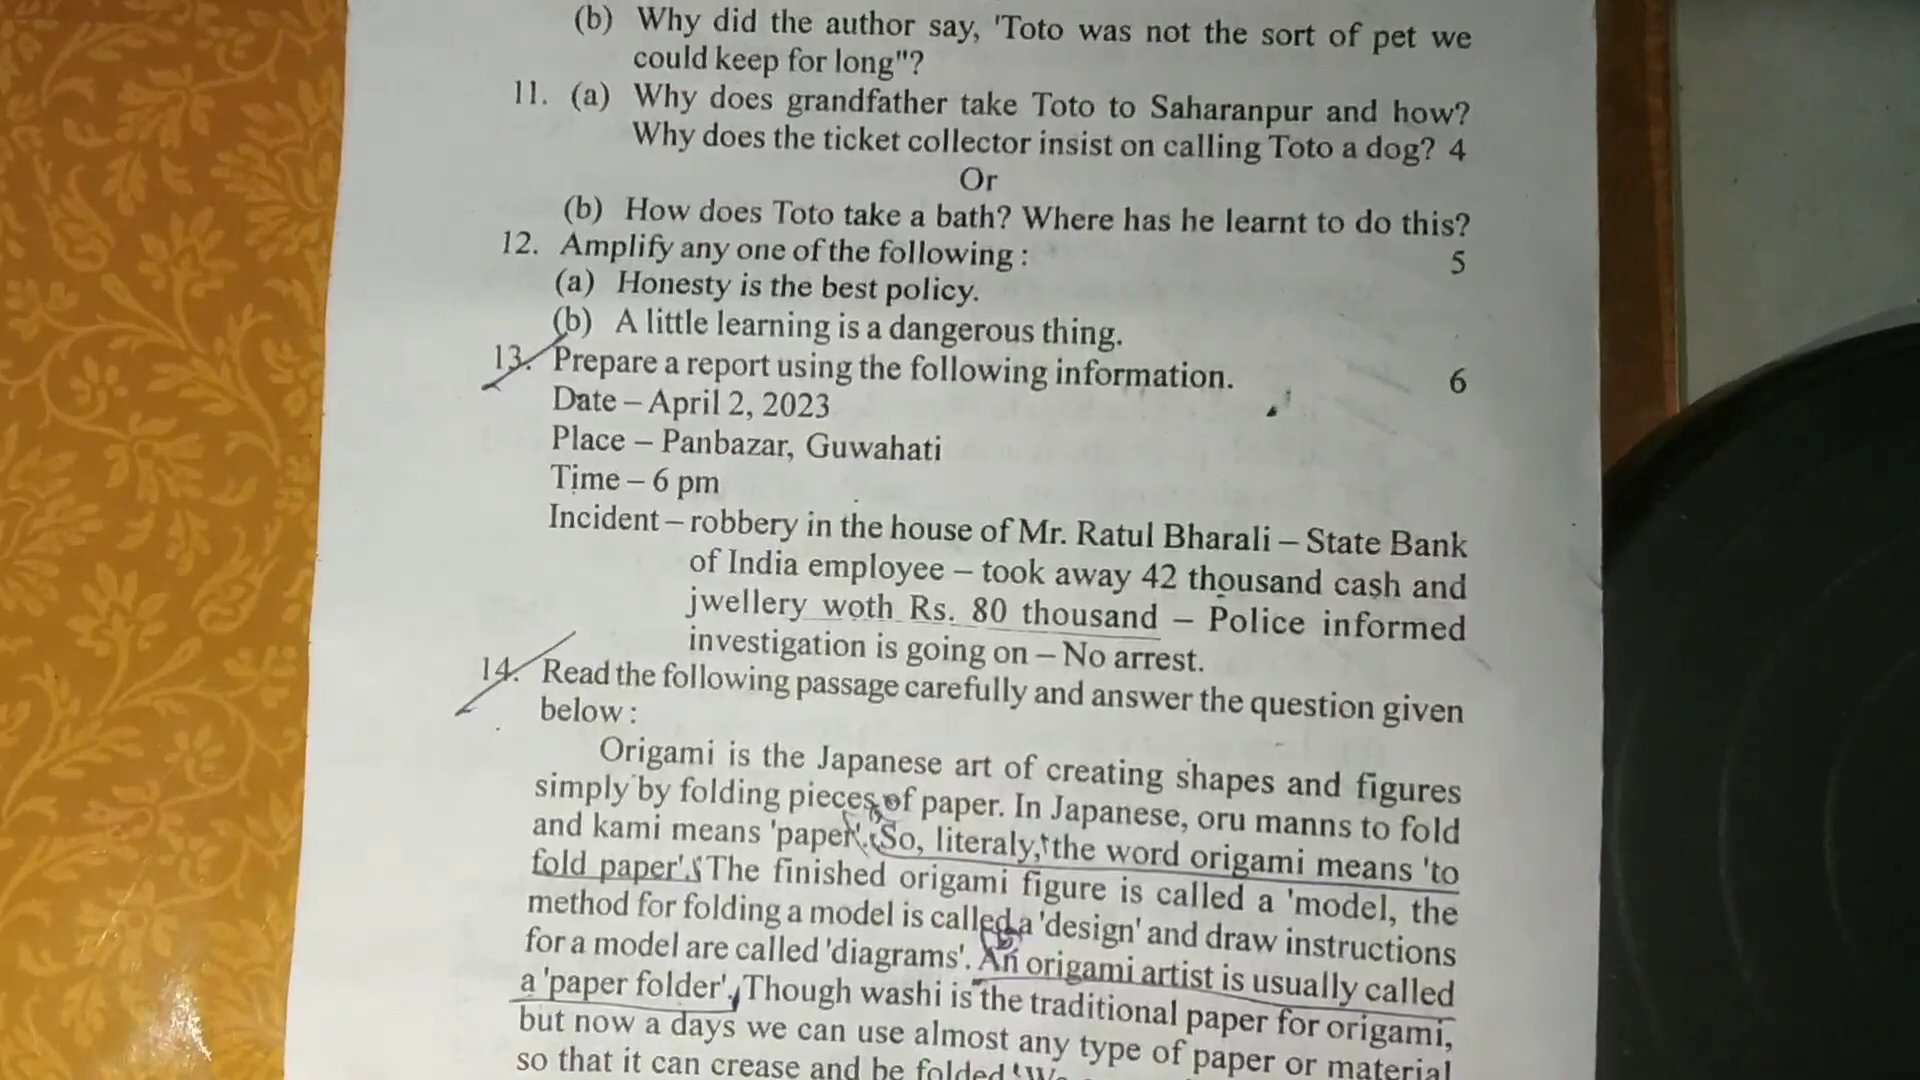 (b) Why did the author say, 'Toto was not the sort of pet we
could keep for long"?
11. (a) Why does grandfather take Toto to Saharanpur and how?
Why does the ticket collector insist on calling Toto a dog? 4
Or
(b) How does Toto take a bath? Where has he learnt to do this?
12. Amplify any one of the following : 5
(a) Honesty is the best policy.
(b) A little learning is a dangerous thing.
13. Prepare a report using the following information. 6
Date – April 2, 2023
Place – Panbazar, Guwahati
Time – 6 pm
Incident – robbery in the house of Mr. Ratul Bharali – State Bank
of India employee – took away 42 thousand cash and
jwellery woth Rs. 80 thousand – Police informed
investigation is going on – No arrest.
14. Read the following passage carefully and answer the question given
below :
Origami is the Japanese art of creating shapes and figures
simply by folding pieces of paper. In Japanese, oru manns to fold
and kami means 'paper'. So, literaly, the word origami means 'to
fold paper'. The finished origami figure is called a 'model, the
method for folding a model is called a 'design' and draw instructions
for a model are called 'diagrams'. An origami artist is usually called
a 'paper folder'. Though washi is the traditional paper for origami,
but now a days we can use almost any type of paper or material
so that it can crease and be folded